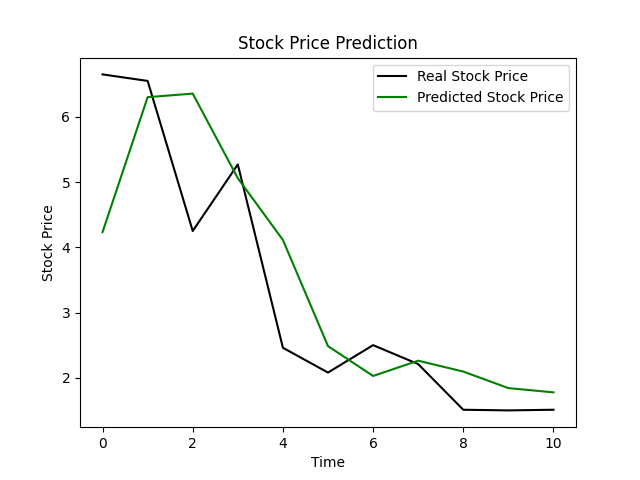 Stock Price Prediction
Real Stock Price
Predicted Stock Price
Stock Price
6
5
4
3
2
0 2 4 6 8 10
Time